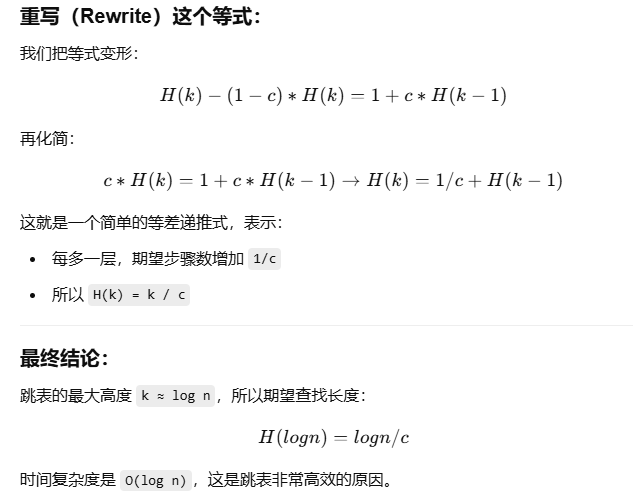 重写（Rewrite）这个等式：
我们把等式变形：
H(k) − (1 − c) ∗ H(k) = 1 + c ∗ H(k − 1)
再化简：
c ∗ H(k) = 1 + c ∗ H(k − 1) → H(k) = 1/c + H(k − 1)
这就是一个简单的等差递推式，表示：
• 每多一层，期望步骤数增加 1/c
• 所以 H(k) = k / c
最终结论：
跳表的最大高度 k ≈ log n，所以期望查找长度：
H(logn) = logn/c
时间复杂度是 O(log n)，这是跳表非常高效的原因。